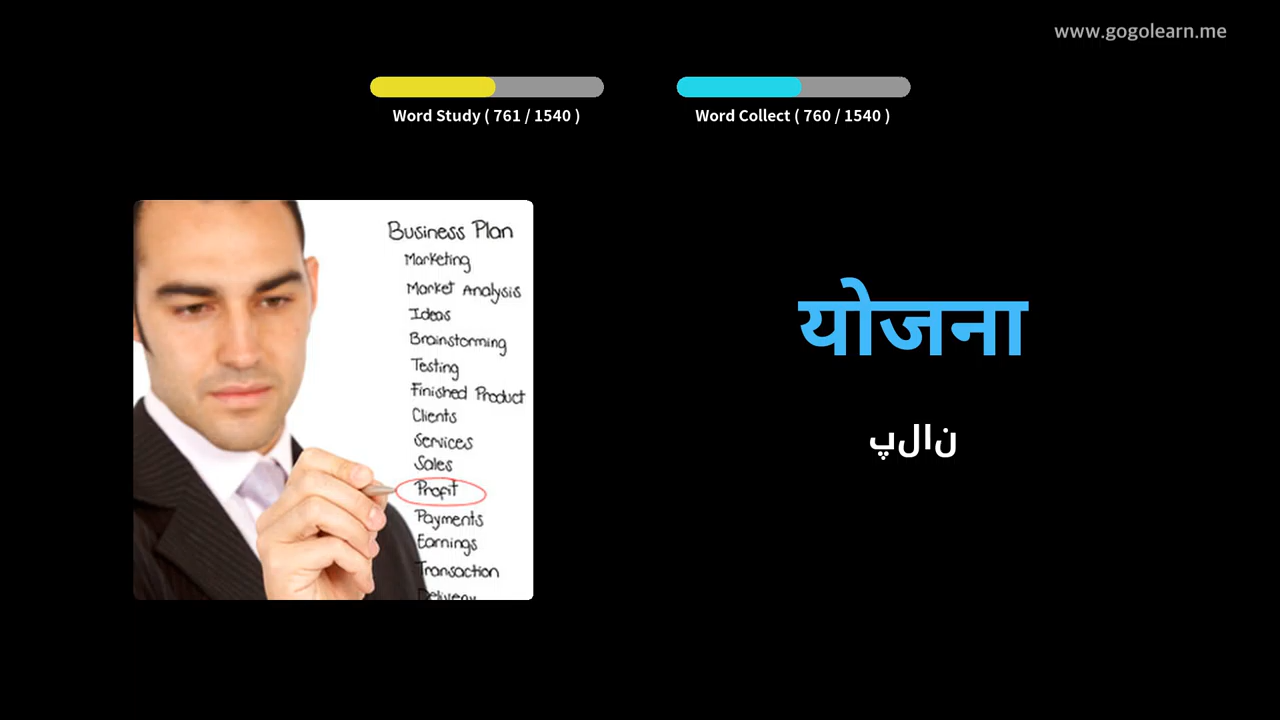 www.gogolearn.me
Word Study ( 761 / 1540 )
Word Collect ( 760 / 1540 )
Business Plan
Marketing
Market Analysis
Ideas
Brainstorming
Testing
Finished Product
Clients
Services
Sales
Profit
Payments
Earnings
Transaction
Delivery
योजना
پلان